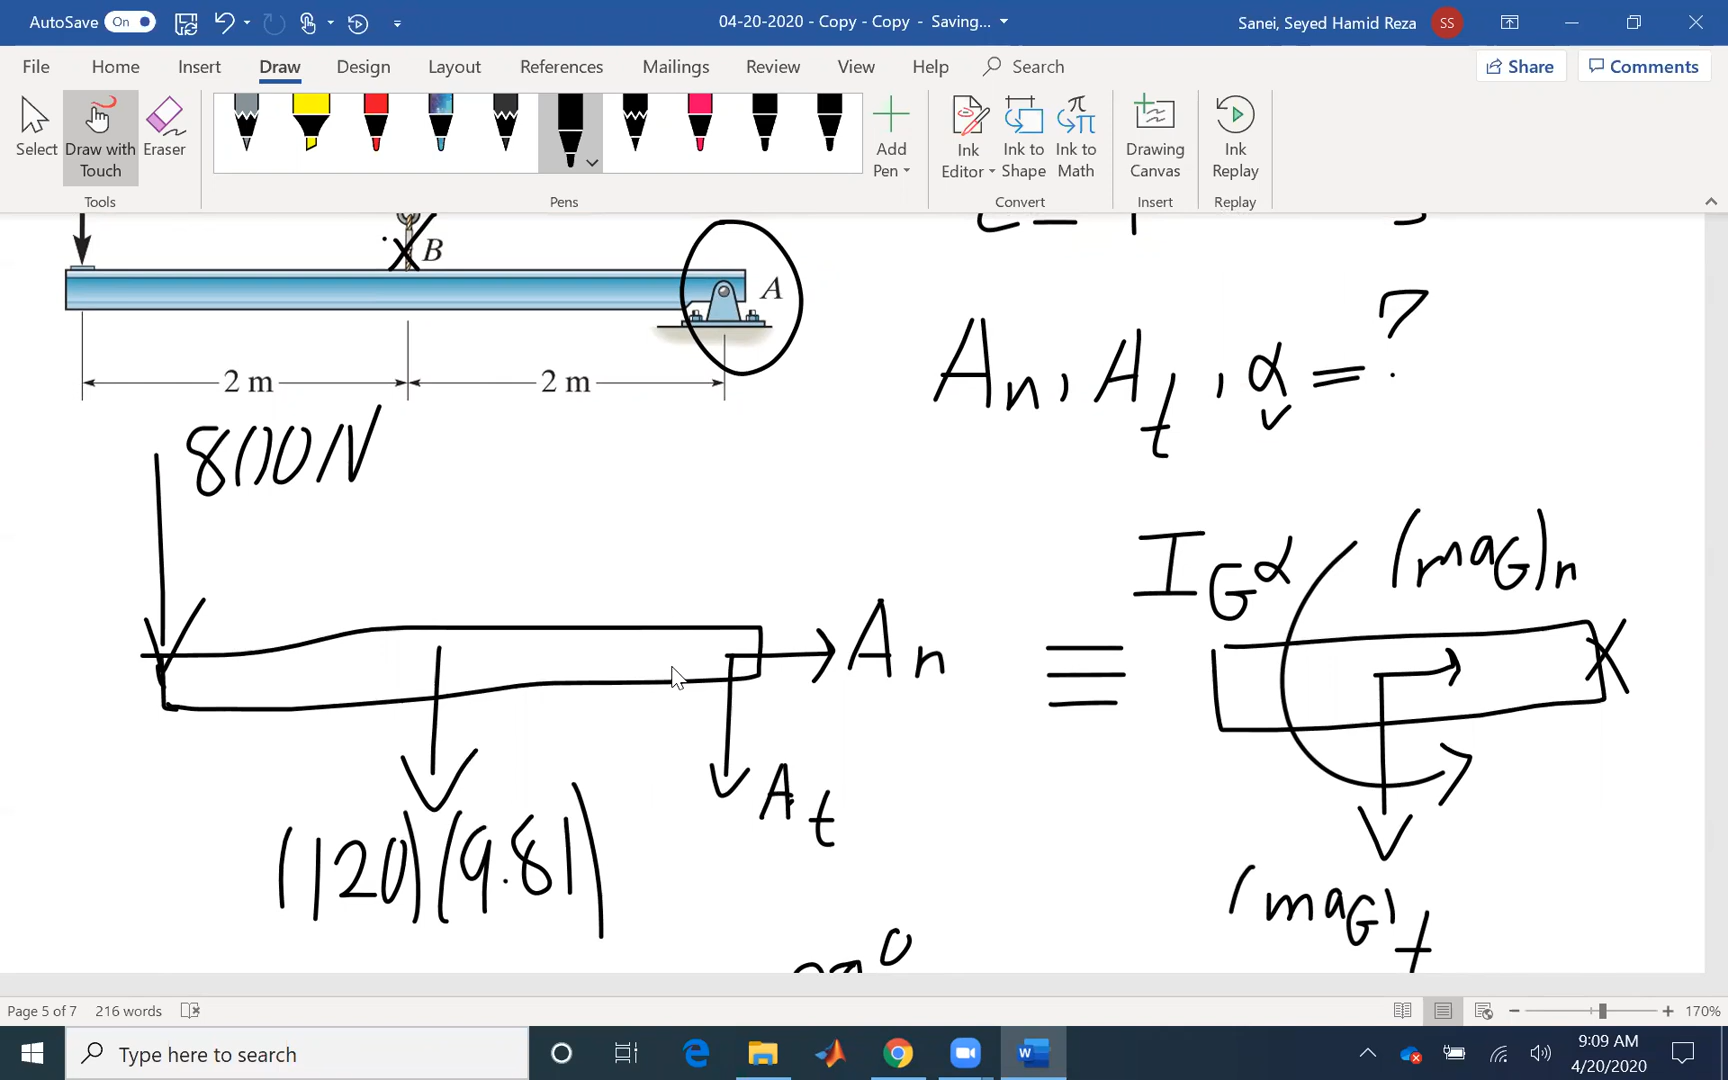 AutoSave On
04-20-2020 - Copy - Copy - Saving...
Sanei, Seyed Hamid Reza SS
File Home Insert Draw Design Layout References Mailings Review View Help Search Share Comments
Select
Draw with
Touch
Eraser
Add
Pen
Ink
Editor
Ink to
Shape
Ink to
Math
Drawing
Canvas
Ink
Replay
Tools Pens Convert Insert Replay
B
A
2 m 2 m
An, At, α = ?
800N
IGα
(maG)n
An
≡
At
(120)(9.81)
(maG)t
Page 5 of 7 216 words 170%
Type here to search
9:09 AM
4/20/2020